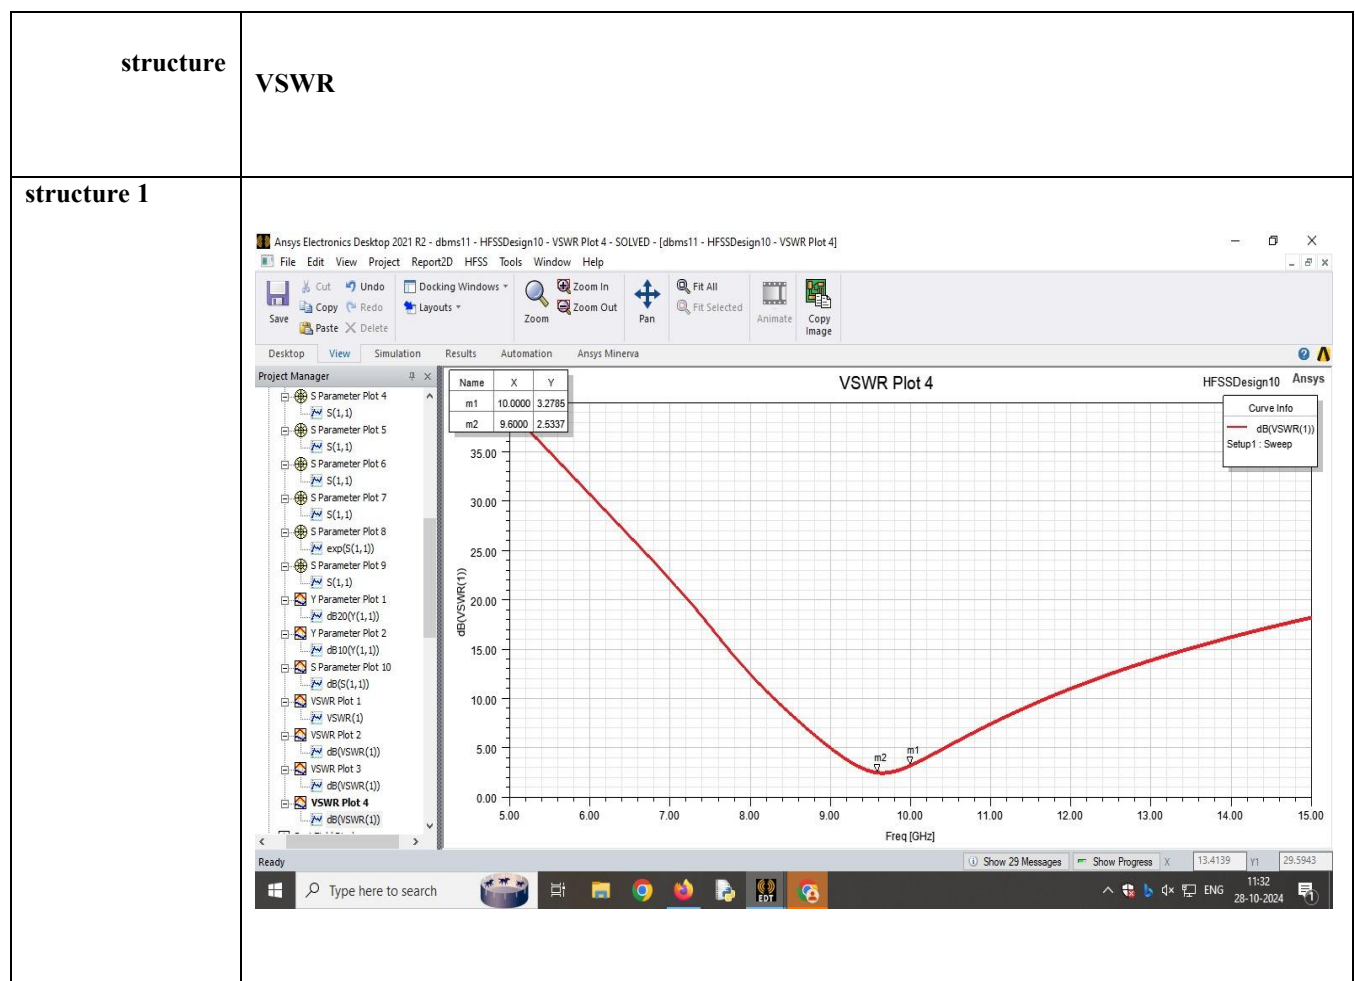 structure
VSWR
structure 1
Ansys Electronics Desktop 2021 R2 - dbms11 - HFSSDesign10 - VSWR Plot 4 - SOLVED - [dbms11 - HFSSDesign10 - VSWR Plot 4]
File Edit View Project Report2D HFSS Tools Window Help
Save
Cut Undo
Copy Redo
Paste Delete
Docking Windows
Layouts
Zoom
Zoom In
Zoom Out
Pan
Fit All
Fit Selected
Animate
Copy Image
Desktop View Simulation Results Automation Ansys Minerva
Project Manager
S Parameter Plot 4
S(1,1)
S Parameter Plot 5
S(1,1)
S Parameter Plot 6
S(1,1)
S Parameter Plot 7
S(1,1)
S Parameter Plot 8
exp(S(1,1))
S Parameter Plot 9
S(1,1)
Y Parameter Plot 1
dB20(Y(1,1))
Y Parameter Plot 2
dB10(Y(1,1))
S Parameter Plot 10
dB(S(1,1))
VSWR Plot 1
VSWR(1)
VSWR Plot 2
dB(VSWR(1))
VSWR Plot 3
dB(VSWR(1))
VSWR Plot 4
dB(VSWR(1))
Name X Y
m1 10.0000 3.2785
m2 9.6000 2.5337
VSWR Plot 4
HFSSDesign10 Ansys
Curve Info
dB(VSWR(1))
Setup1 : Sweep
dB(VSWR(1))
35.00
30.00
25.00
20.00
15.00
10.00
5.00
0.00
m2
m1
5.00 6.00 7.00 8.00 9.00 10.00 11.00 12.00 13.00 14.00 15.00
Freq [GHz]
Ready
Show 29 Messages Show Progress X 13.4139 Y1 29.5943
Type here to search
EDT
ENG
11:32
28-10-2024
1